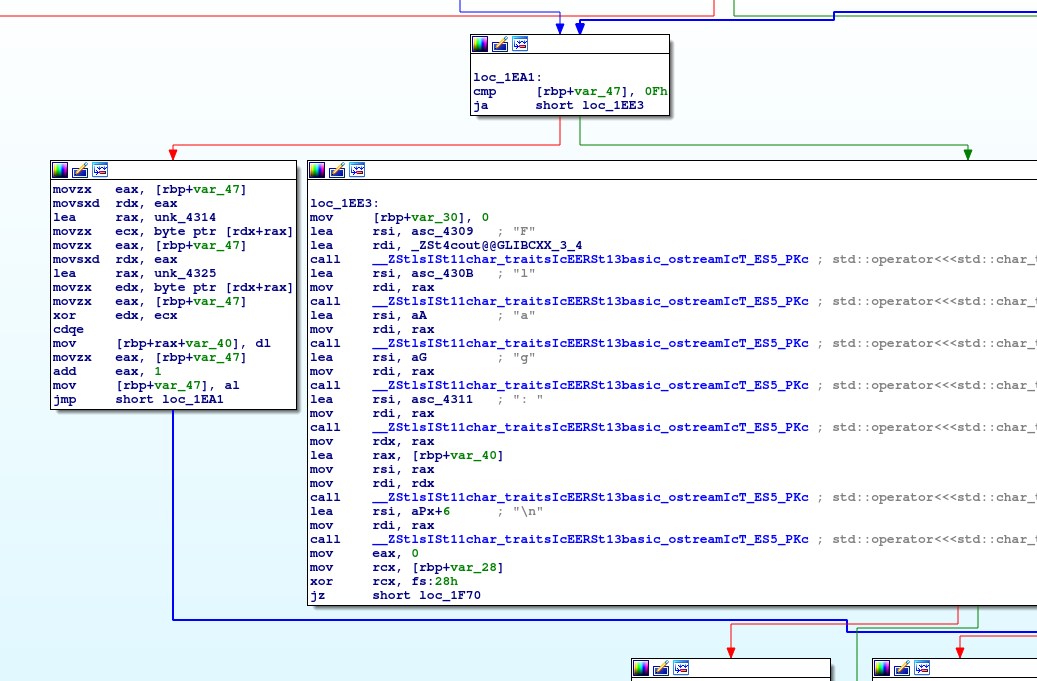 loc_1EA1:
cmp [rbp+var_47], 0Fh
ja short loc_1EE3
movzx eax, [rbp+var_47]
movsxd rdx, eax
lea rax, unk_4314
movzx ecx, byte ptr [rdx+rax]
movzx eax, [rbp+var_47]
movsxd rdx, eax
lea rax, unk_4325
movzx edx, byte ptr [rdx+rax]
movzx eax, [rbp+var_47]
xor edx, ecx
cdqe
mov [rbp+rax+var_40], dl
movzx eax, [rbp+var_47]
add eax, 1
mov [rbp+var_47], al
jmp short loc_1EA1
loc_1EE3:
mov [rbp+var_30], 0
lea rsi, asc_4309 ; "F"
lea rdi, _ZSt4cout@@GLIBCXX_3_4
call __ZStlsISt11char_traitsIcEERSt13basic_ostreamIcT_ES5_PKc ; std::operator<<<std::char_t
lea rsi, asc_430B ; "l"
mov rdi, rax
call __ZStlsISt11char_traitsIcEERSt13basic_ostreamIcT_ES5_PKc ; std::operator<<<std::char_t
lea rsi, aA ; "a"
mov rdi, rax
call __ZStlsISt11char_traitsIcEERSt13basic_ostreamIcT_ES5_PKc ; std::operator<<<std::char_t
lea rsi, aG ; "g"
mov rdi, rax
call __ZStlsISt11char_traitsIcEERSt13basic_ostreamIcT_ES5_PKc ; std::operator<<<std::char_t
lea rsi, asc_4311 ; ": "
mov rdi, rax
call __ZStlsISt11char_traitsIcEERSt13basic_ostreamIcT_ES5_PKc ; std::operator<<<std::char_t
mov rdx, rax
lea rax, [rbp+var_40]
mov rsi, rax
mov rdi, rdx
call __ZStlsISt11char_traitsIcEERSt13basic_ostreamIcT_ES5_PKc ; std::operator<<<std::char_t
lea rsi, aPx+6 ; "\n"
mov rdi, rax
call __ZStlsISt11char_traitsIcEERSt13basic_ostreamIcT_ES5_PKc ; std::operator<<<std::char_t
mov eax, 0
mov rcx, [rbp+var_28]
xor rcx, fs:28h
jz short loc_1F70